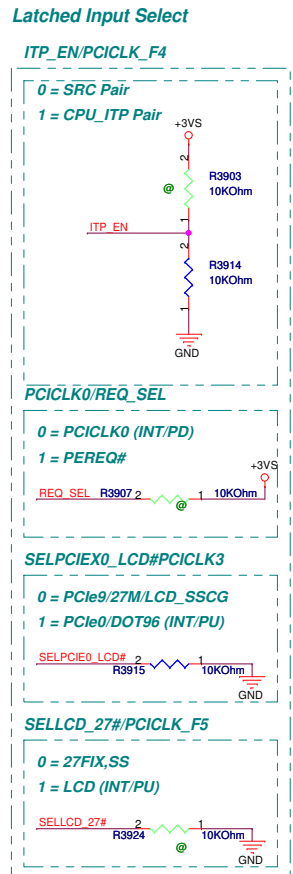 Latched Input Select
ITP_EN/PCICLK_F4
0 = SRC Pair
1 = CPU_ITP Pair
+3VS
2
R3903
@
10KOhm
1
ITP_EN
2
R3914
10KOhm
1
GND
PCICLK0/REQ_SEL
0 = PCICLK0 (INT/PD)
1 = PEREQ#
+3VS
REQ_SEL R3907 2 1 10KOhm
@
SELPCIEX0_LCD#PCICLK3
0 = PCIe9/27M/LCD_SSCG
1 = PCIe0/DOT96 (INT/PU)
SELPCIE0_LCD# 2 1
R3915 10KOhm
GND
SELLCD_27#/PCICLK_F5
0 = 27FIX,SS
1 = LCD (INT/PU)
SELLCD_27# 2 1
R3924 10KOhm
@
GND